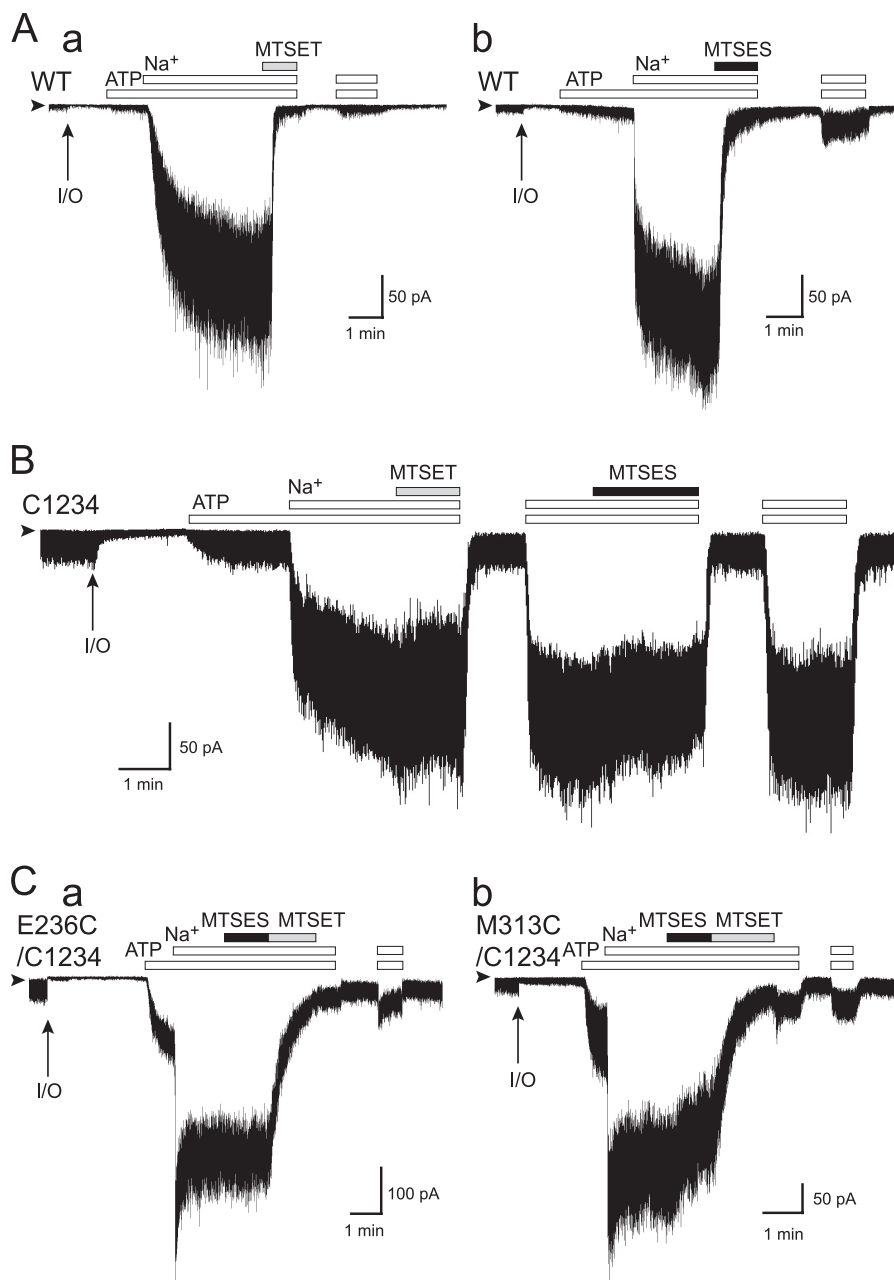 A
a
Na⁺
MTSET
WT
ATP
I/O
50 pA
1 min
b
Na⁺
MTSES
WT
ATP
I/O
50 pA
1 min
B
C1234
ATP
Na⁺
MTSET
MTSES
I/O
50 pA
1 min
C
a
E236C
/C1234
ATP
Na⁺
MTSES
MTSET
I/O
100 pA
1 min
b
M313C
/C1234
ATP
Na⁺
MTSES
MTSET
I/O
50 pA
1 min